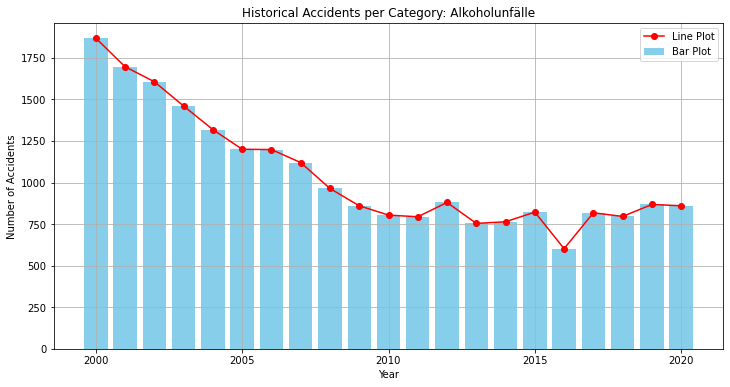 Historical Accidents per Category: Alkoholunfälle
Line Plot
Bar Plot
Number of Accidents
1750
1500
1250
1000
750
500
250
0
2000
2005
2010
2015
2020
Year